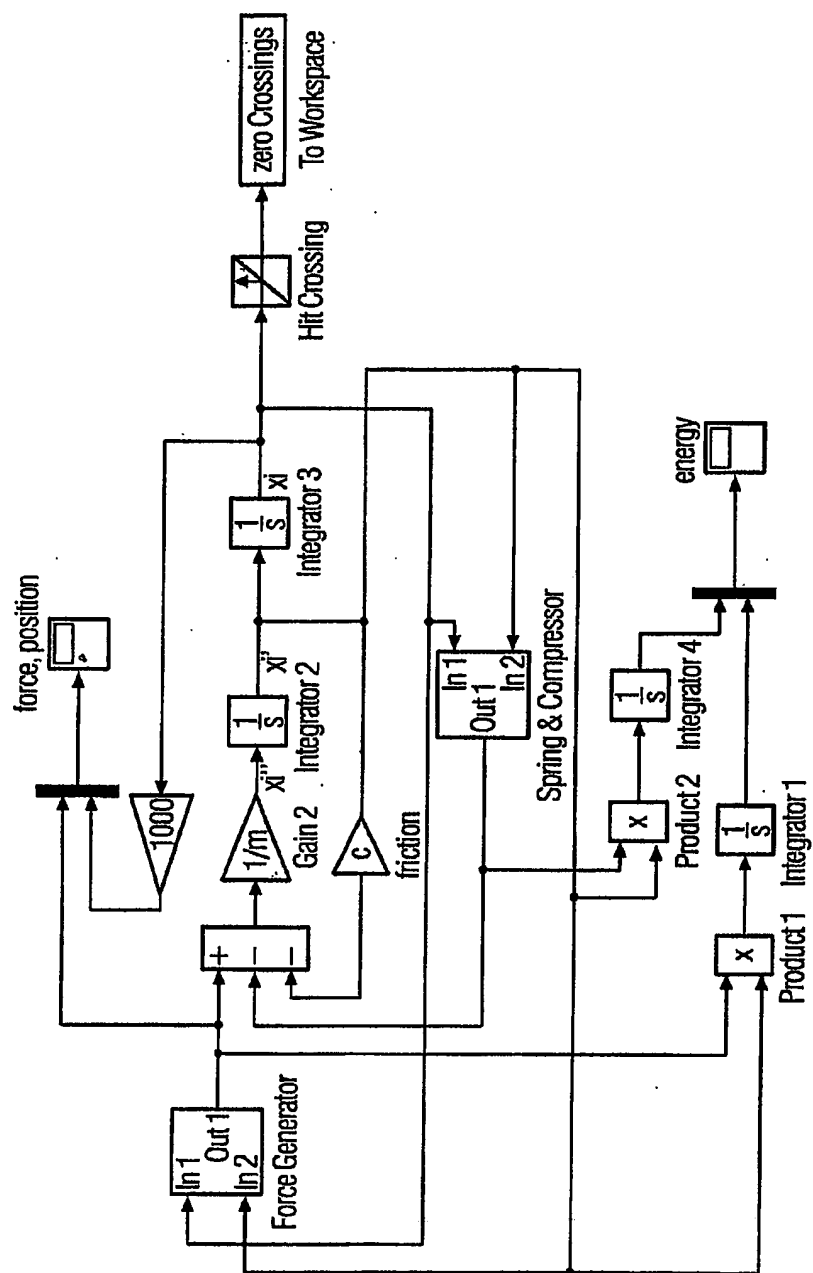 force, position
1000
zero Crossings
To Workspace
Hit Crossing
In 1
Out 1
In 2
Force Generator
+
−
−
1/m
Gain 2
xi''
1
s
xi'
Integrator 2
1
s
xi
Integrator 3
c
friction
In 1
Out 1
In 2
Spring & Compressor
x
Product 2
1
s
Integrator 4
energy
x
Product 1
1
s
Integrator 1